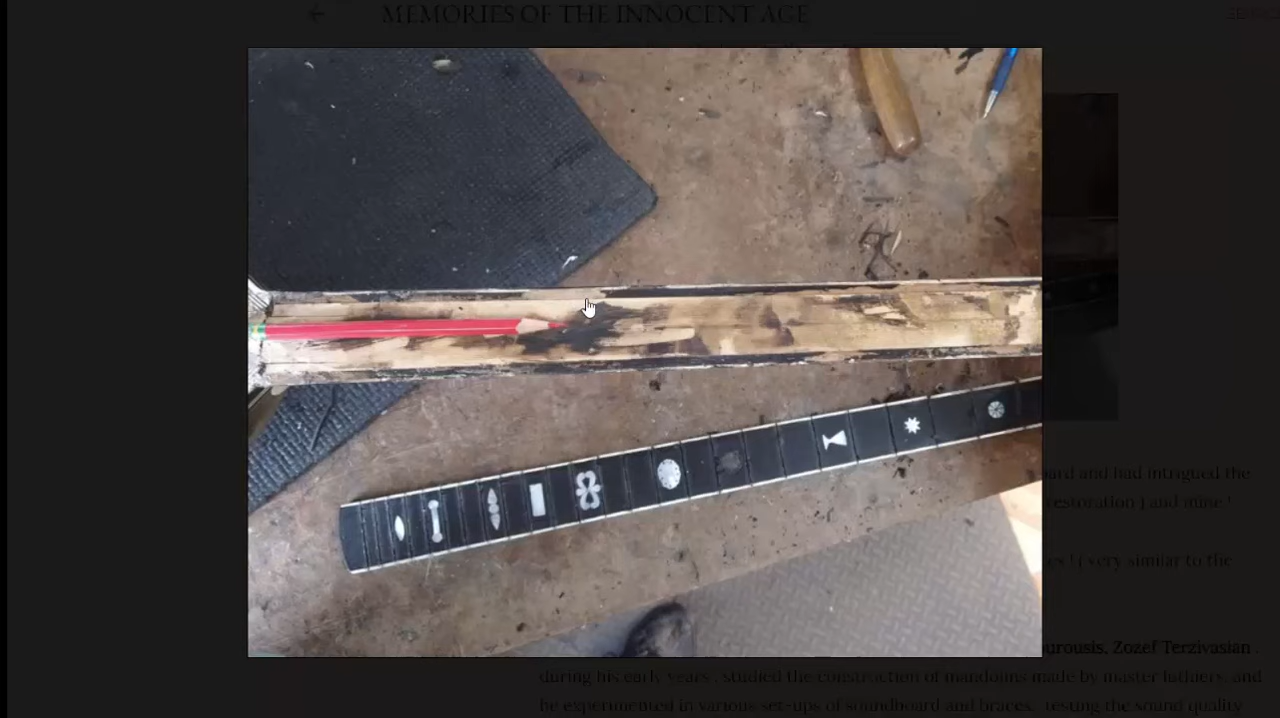 MEMORIES OF THE INNOCENT AGE
oard and had intrigued the
estoration ) and mine !
es ! ( very similar to the
ourousis, Zozef Terzivasian .
during his early years , studied the construction of mandolins made by master luthiers, and
he experimented in various set-ups of soundboard and braces, testing the sound quality